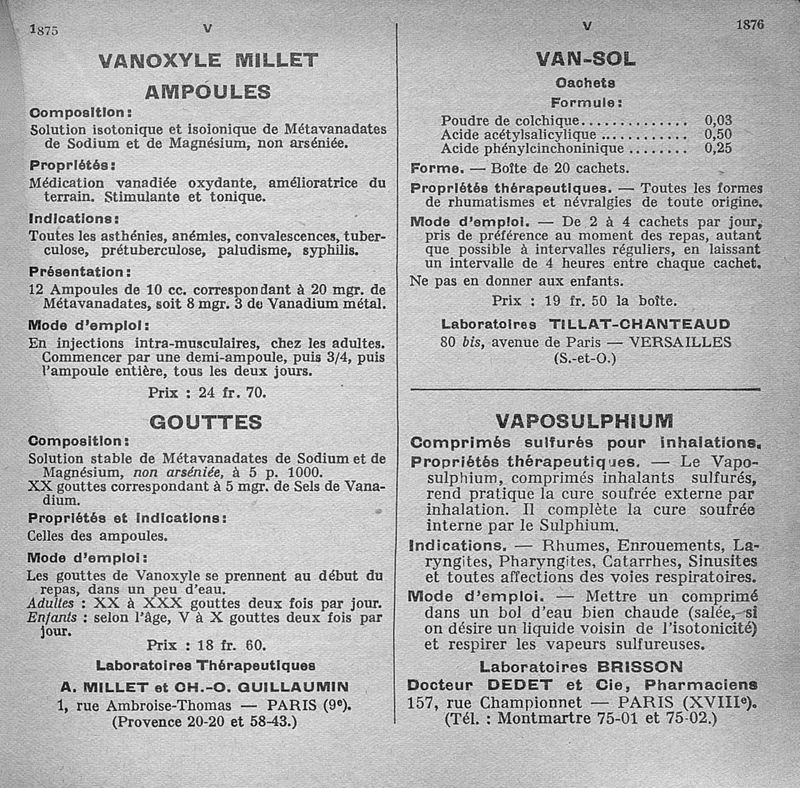 1875
V
VANOXYLE MILLET
AMPOULES
Composition :
Solution isotonique et isoionique de Métavanadates
de Sodium et de Magnésium, non arséniée.
Propriétés :
Médication vanadiée oxydante, amélioratrice du
terrain. Stimulante et tonique.
Indications :
Toutes les asthénies, anémies, convalescences, tuber-
culose, prétuberculose, paludisme, syphilis.
Présentation :
12 Ampoules de 10 cc. correspondant à 20 mgr. de
Métavanadates, soit 8 mgr. 3 de Vanadium métal.
Mode d'emploi :
En injections intra-musculaires, chez les adultes.
Commencer par une demi-ampoule, puis 3/4, puis
l'ampoule entière, tous les deux jours.
Prix : 24 fr. 70.
GOUTTES
Composition :
Solution stable de Métavanadates de Sodium et de
Magnésium, non arséniée, à 5 p. 1000.
XX gouttes correspondant à 5 mgr. de Sels de Vana-
dium.
Propriétés et indications :
Celles des ampoules.
Mode d'emploi :
Les gouttes de Vanoxyle se prennent au début du
repas, dans un peu d'eau.
Adultes : XX à XXX gouttes deux fois par jour.
Enfants : selon l'âge, V à X gouttes deux fois par
jour.
Prix : 18 fr. 60.
Laboratoires Thérapeutiques
A. MILLET et CH.-O. GUILLAUMIN
1, rue Ambroise-Thomas — PARIS (9e).
(Provence 20-20 et 58-43.)
V
1876
VAN-SOL
Cachets
Formule :
Poudre de colchique.............. 0,03
Acide acétylsalicylique ............ 0,50
Acide phénylcinchoninique ........ 0,25
Forme. — Boîte de 20 cachets.
Propriétés thérapeutiques. — Toutes les formes
de rhumatismes et névralgies de toute origine.
Mode d'emploi. — De 2 à 4 cachets par jour,
pris de préférence au moment des repas, autant
que possible à intervalles réguliers, en laissant
un intervalle de 4 heures entre chaque cachet.
Ne pas en donner aux enfants.
Prix : 19 fr. 50 la boîte.
Laboratoires TILLAT-CHANTEAUD
80 bis, avenue de Paris — VERSAILLES
(S.-et-O.)
VAPOSULPHIUM
Comprimés sulfurés pour inhalations.
Propriétés thérapeutiques. — Le Vapo-
sulphium, comprimés inhalants sulfurés,
rend pratique la cure soufrée externe par
inhalation. Il complète la cure soufrée
interne par le Sulphium.
Indications. — Rhumes, Enrouements, La-
ryngites, Pharyngites, Catarrhes, Sinusites
et toutes affections des voies respiratoires.
Mode d'emploi. — Mettre un comprimé
dans un bol d'eau bien chaude (salée, si
on désire un liquide voisin de l'isotonicité)
et respirer les vapeurs sulfureuses.
Laboratoires BRISSON
Docteur DEDET et Cie, Pharmaciens
157, rue Championnet — PARIS (XVIIIe).
(Tél. : Montmartre 75-01 et 75-02.)